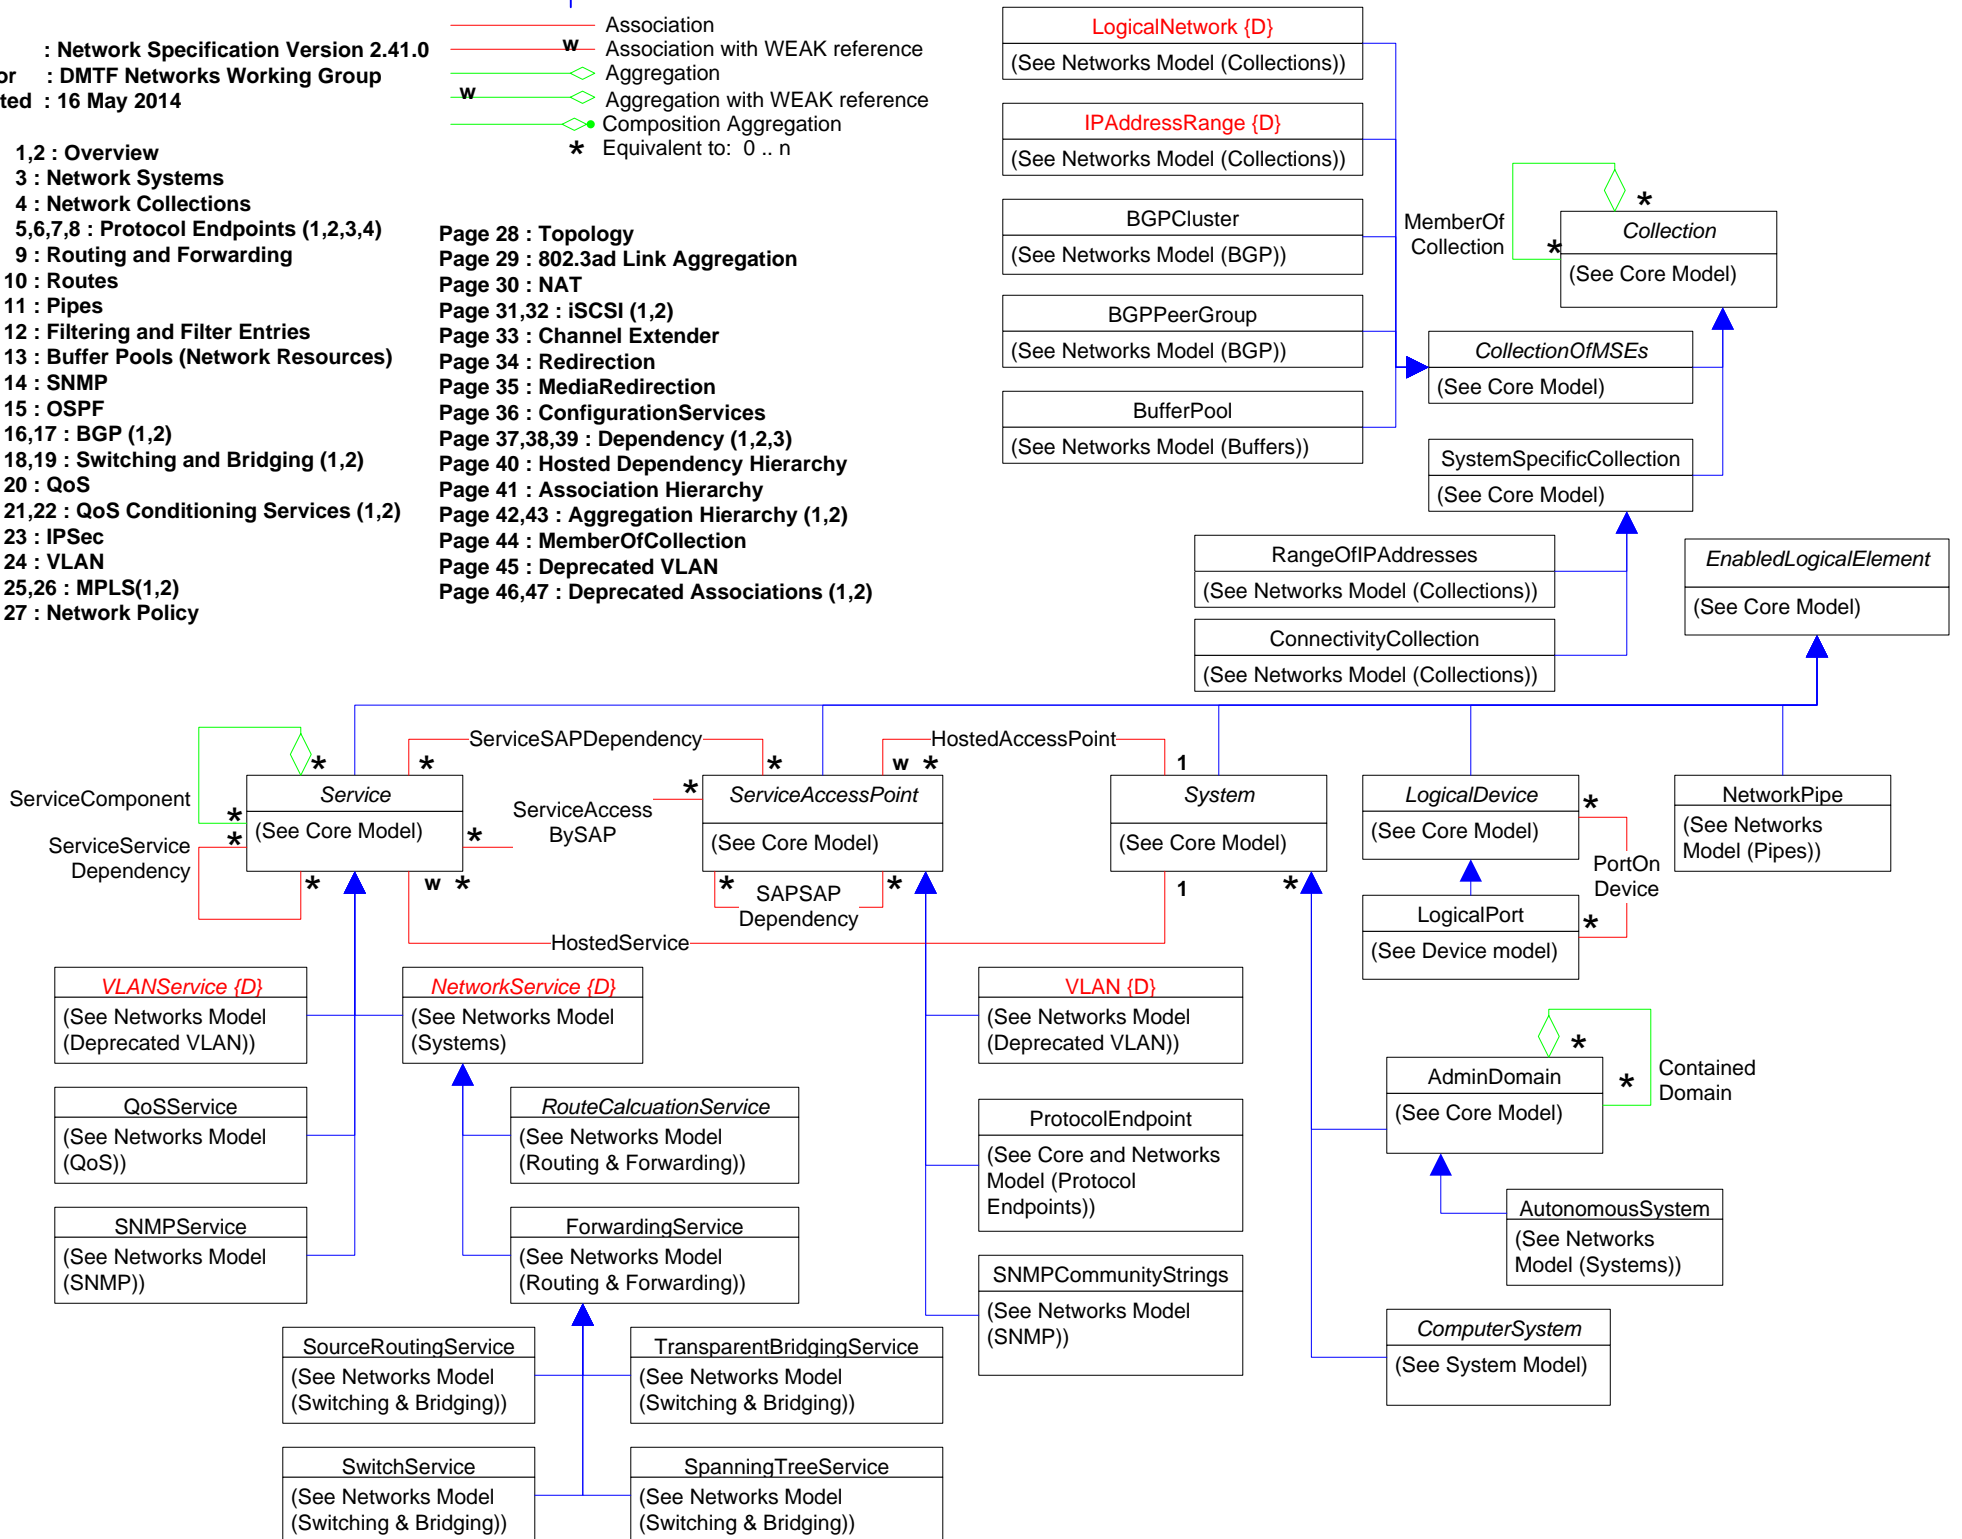 : Network Specification Version 2.41.0
or : DMTF Networks Working Group
ted : 16 May 2014
Association
w Association with WEAK reference
Aggregation
w Aggregation with WEAK reference
Composition Aggregation
* Equivalent to: 0 .. n
1,2 : Overview
3 : Network Systems
4 : Network Collections
5,6,7,8 : Protocol Endpoints (1,2,3,4)
9 : Routing and Forwarding
10 : Routes
11 : Pipes
12 : Filtering and Filter Entries
13 : Buffer Pools (Network Resources)
14 : SNMP
15 : OSPF
16,17 : BGP (1,2)
18,19 : Switching and Bridging (1,2)
20 : QoS
21,22 : QoS Conditioning Services (1,2)
23 : IPSec
24 : VLAN
25,26 : MPLS(1,2)
27 : Network Policy
Page 28 : Topology
Page 29 : 802.3ad Link Aggregation
Page 30 : NAT
Page 31,32 : iSCSI (1,2)
Page 33 : Channel Extender
Page 34 : Redirection
Page 35 : MediaRedirection
Page 36 : ConfigurationServices
Page 37,38,39 : Dependency (1,2,3)
Page 40 : Hosted Dependency Hierarchy
Page 41 : Association Hierarchy
Page 42,43 : Aggregation Hierarchy (1,2)
Page 44 : MemberOfCollection
Page 45 : Deprecated VLAN
Page 46,47 : Deprecated Associations (1,2)
LogicalNetwork {D}
(See Networks Model (Collections))
IPAddressRange {D}
(See Networks Model (Collections))
BGPCluster
(See Networks Model (BGP))
BGPPeerGroup
(See Networks Model (BGP))
BufferPool
(See Networks Model (Buffers))
MemberOf
Collection
*
*
Collection
(See Core Model)
CollectionOfMSEs
(See Core Model)
SystemSpecificCollection
(See Core Model)
RangeOfIPAddresses
(See Networks Model (Collections))
ConnectivityCollection
(See Networks Model (Collections))
EnabledLogicalElement
(See Core Model)
ServiceComponent
*
*
ServiceService
Dependency
*
*
Service
(See Core Model)
* ServiceSAPDependency *
* ServiceAccess
BySAP *
ServiceAccessPoint
(See Core Model)
* SAPSAP
Dependency *
w * HostedAccessPoint 1
w * HostedService 1
System
(See Core Model)
*
LogicalDevice
(See Core Model)
*
PortOn
Device
*
LogicalPort
(See Device model)
NetworkPipe
(See Networks
Model (Pipes))
VLANService {D}
(See Networks Model
(Deprecated VLAN))
NetworkService {D}
(See Networks Model
(Systems)
QoSService
(See Networks Model
(QoS))
RouteCalcuationService
(See Networks Model
(Routing & Forwarding))
SNMPService
(See Networks Model
(SNMP))
ForwardingService
(See Networks Model
(Routing & Forwarding))
SourceRoutingService
(See Networks Model
(Switching & Bridging))
TransparentBridgingService
(See Networks Model
(Switching & Bridging))
SwitchService
(See Networks Model
(Switching & Bridging))
SpanningTreeService
(See Networks Model
(Switching & Bridging))
VLAN {D}
(See Networks Model
(Deprecated VLAN))
ProtocolEndpoint
(See Core and Networks
Model (Protocol
Endpoints))
SNMPCommunityStrings
(See Networks Model
(SNMP))
AdminDomain
(See Core Model)
*
*
Contained
Domain
AutonomousSystem
(See Networks
Model (Systems))
ComputerSystem
(See System Model)